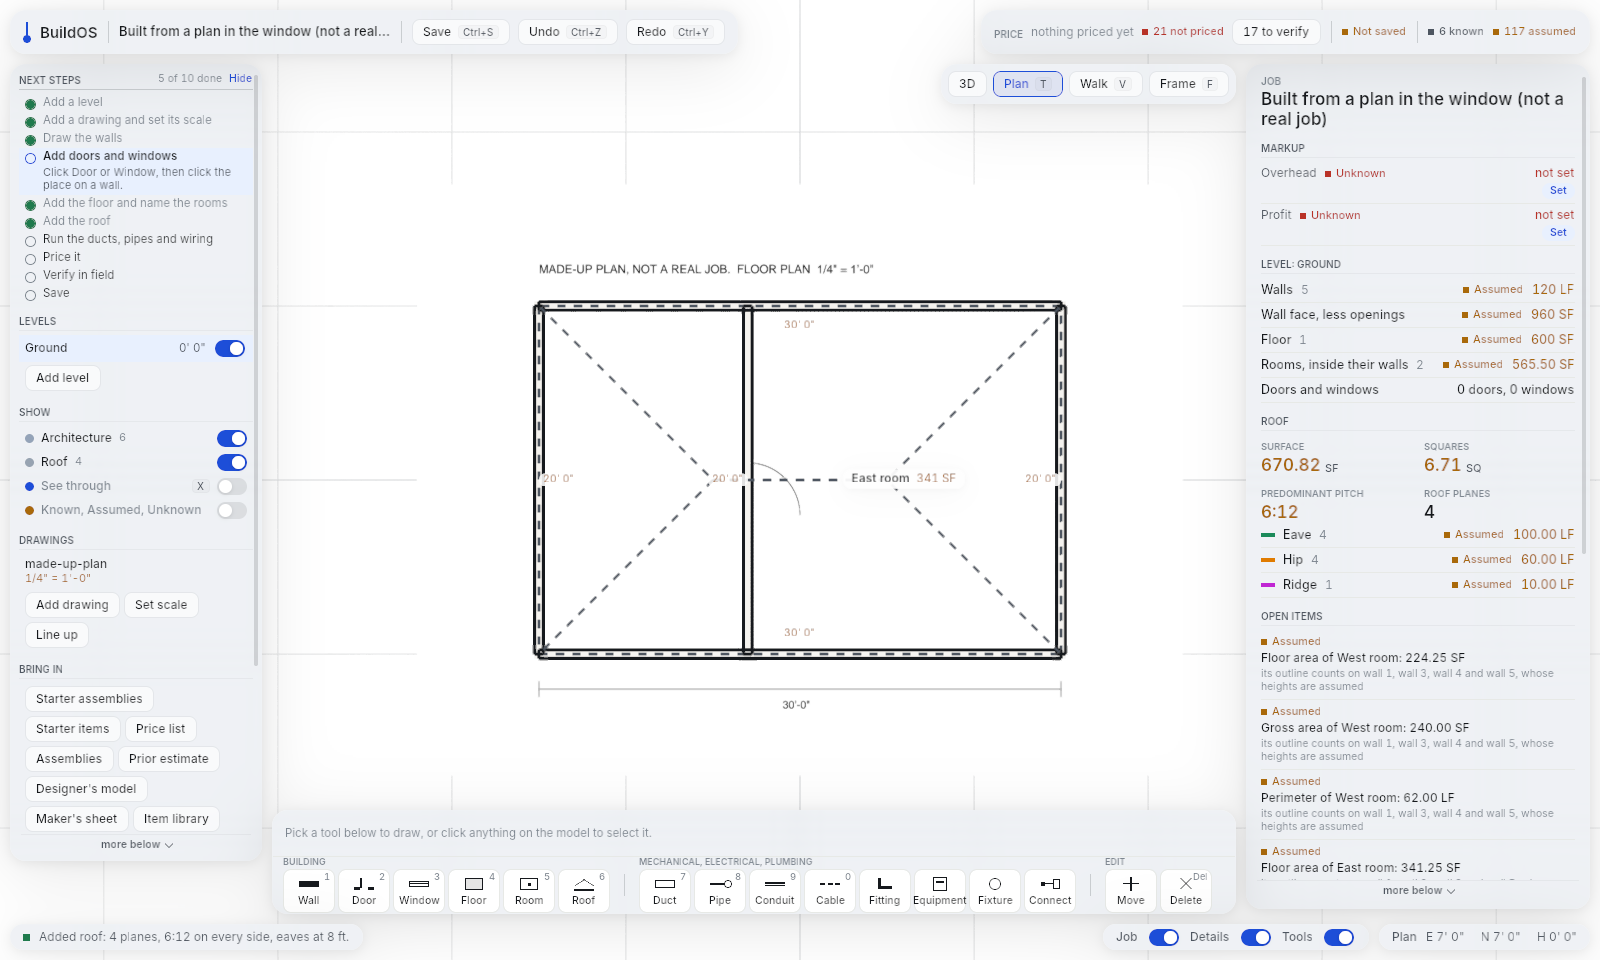 BuildOS
Built from a plan in the window (not a real...
Save Ctrl+S
Undo Ctrl+Z
Redo Ctrl+Y
PRICE nothing priced yet 21 not priced
17 to verify
Not saved
6 known 117 assumed
3D
Plan T
Walk V
Frame F
NEXT STEPS 5 of 10 done Hide
Add a level
Add a drawing and set its scale
Draw the walls
Add doors and windows
Click Door or Window, then click the
place on a wall.
Add the floor and name the rooms
Add the roof
Run the ducts, pipes and wiring
Price it
Verify in field
Save
LEVELS
Ground 0' 0"
Add level
SHOW
Architecture 6
Roof 4
See through X
Known, Assumed, Unknown
DRAWINGS
made-up-plan
1/4" = 1'-0"
Add drawing
Set scale
Line up
BRING IN
Starter assemblies
Starter items
Price list
Assemblies
Prior estimate
Designer's model
Maker's sheet
Item library
more below
MADE-UP PLAN, NOT A REAL JOB. FLOOR PLAN 1/4" = 1'-0"
30' 0"
20' 0"
20' 0"
East room 341 SF
20' 0"
30' 0"
30'-0"
JOB
Built from a plan in the window (not a
real job)
MARKUP
Overhead Unknown not set
Set
Profit Unknown not set
Set
LEVEL: GROUND
Walls 5 Assumed 120 LF
Wall face, less openings Assumed 960 SF
Floor 1 Assumed 600 SF
Rooms, inside their walls 2 Assumed 565.50 SF
Doors and windows 0 doors, 0 windows
ROOF
SURFACE SQUARES
670.82 SF 6.71 SQ
PREDOMINANT PITCH ROOF PLANES
6:12 4
Eave 4 Assumed 100.00 LF
Hip 4 Assumed 60.00 LF
Ridge 1 Assumed 10.00 LF
OPEN ITEMS
Assumed
Floor area of West room: 224.25 SF
its outline counts on wall 1, wall 3, wall 4 and wall 5, whose
heights are assumed
Assumed
Gross area of West room: 240.00 SF
its outline counts on wall 1, wall 3, wall 4 and wall 5, whose
heights are assumed
Assumed
Perimeter of West room: 62.00 LF
its outline counts on wall 1, wall 3, wall 4 and wall 5, whose
heights are assumed
Assumed
Floor area of East room: 341.25 SF
more below
Pick a tool below to draw, or click anything on the model to select it.
BUILDING
Wall 1
Door 2
Window 3
Floor 4
Room 5
Roof 6
MECHANICAL, ELECTRICAL, PLUMBING
Duct 7
Pipe 8
Conduit 9
Cable 0
Fitting
Equipment
Fixture
Connect
EDIT
Move
Delete Del
Added roof: 4 planes, 6:12 on every side, eaves at 8 ft.
Job
Details
Tools
Plan E 7' 0" N 7' 0" H 0' 0"